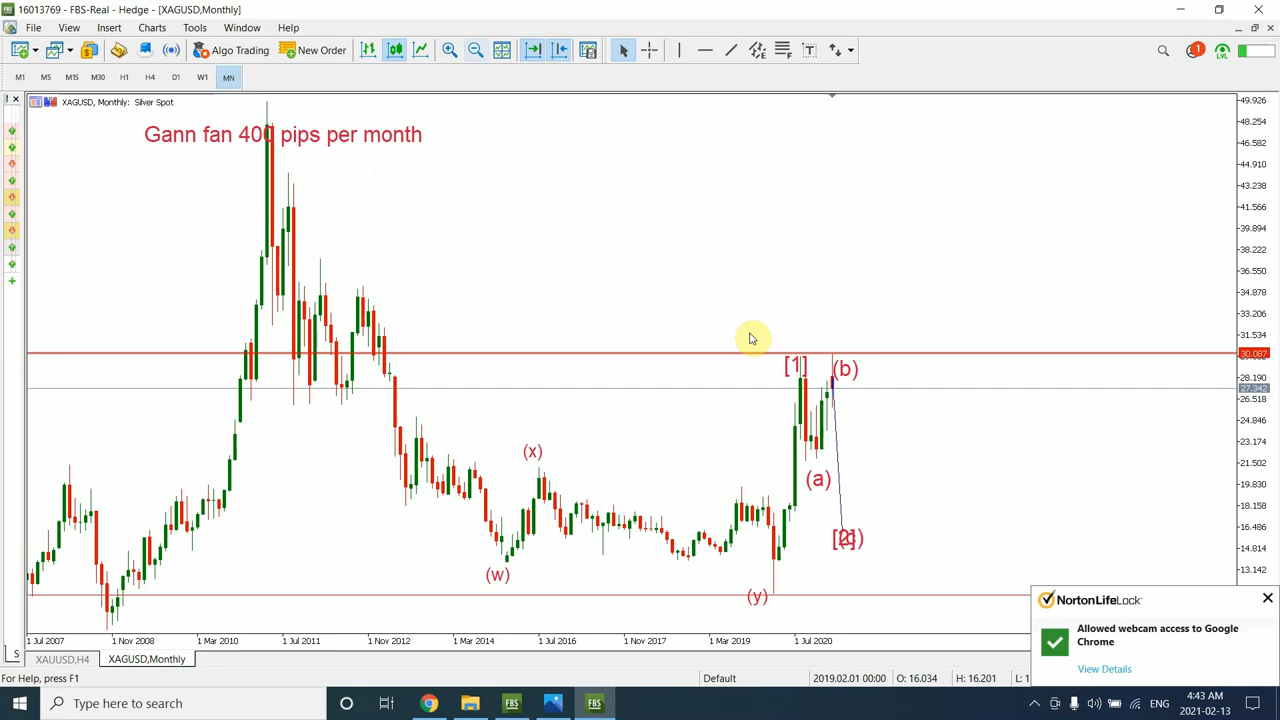 16013769 - FBS-Real - Hedge - [XAGUSD,Monthly]
File View Insert Charts Tools Window Help
Algo Trading New Order 1 LVL
M1 M5 M15 M30 H1 H4 D1 W1 MN
XAGUSD, Monthly: Silver Spot
Gann fan 400 pips per month
49.926
48.254
46.582
44.910
43.238
41.566
39.894
38.222
36.550
34.878
33.206
31.534
30.087
28.190
27.342
26.518
24.846
23.174
21.502
19.830
18.158
16.486
14.814
13.142
[1]
(b)
(x)
(a)
(w)
(y)
1 Jul 2007 1 Nov 2008 1 Mar 2010 1 Jul 2011 1 Nov 2012 1 Mar 2014 1 Jul 2016 1 Nov 2017 1 Mar 2019 1 Jul 2020
NortonLifeLock
Allowed webcam access to Google
Chrome
View Details
S
XAUUSD,H4 XAGUSD,Monthly
For Help, press F1 Default 2019.02.01 00:00 O: 16.034 H: 16.201 L: 1
Type here to search
FBS FBS
ENG
4:43 AM
2021-02-13